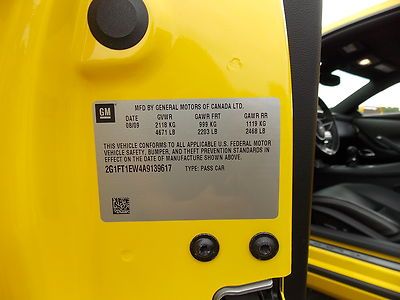 GM
MFD BY GENERAL MOTORS OF CANADA LTD.
DATE GVWR GAWR FRT GAWR RR
08/09 2118 KG 999 KG 1119 KG
4671 LB 2203 LB 2468 LB
THIS VEHICLE CONFORMS TO ALL APPLICABLE U.S. FEDERAL MOTOR
VEHICLE SAFETY, BUMPER, AND THEFT PREVENTION STANDARDS
IN EFFECT ON THE DATE OF MANUFACTURE SHOWN ABOVE.
2G1FT1EW4A9139617 TYPE: PASS CAR